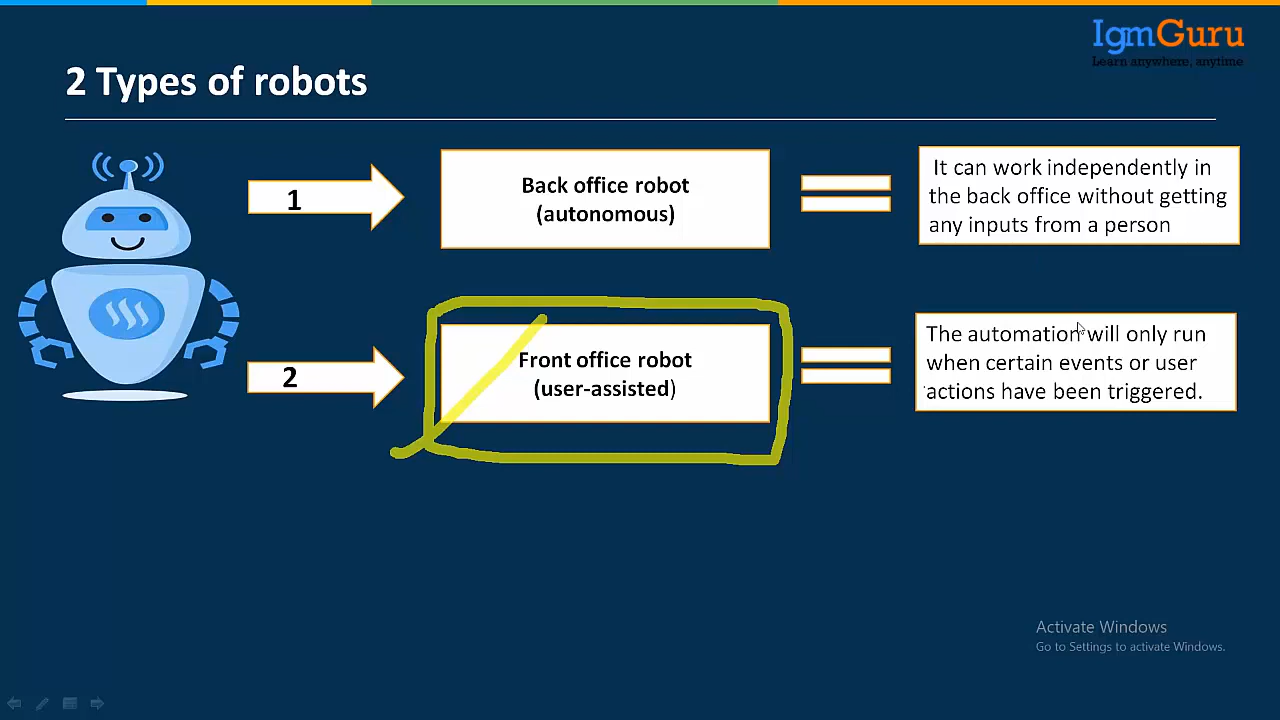 IgmGuru
Learn anywhere, anytime
2 Types of robots
1
Back office robot
(autonomous)
It can work independently in
the back office without getting
any inputs from a person
2
Front office robot
(user-assisted)
The automation will only run
when certain events or user
actions have been triggered.
Activate Windows
Go to Settings to activate Windows.